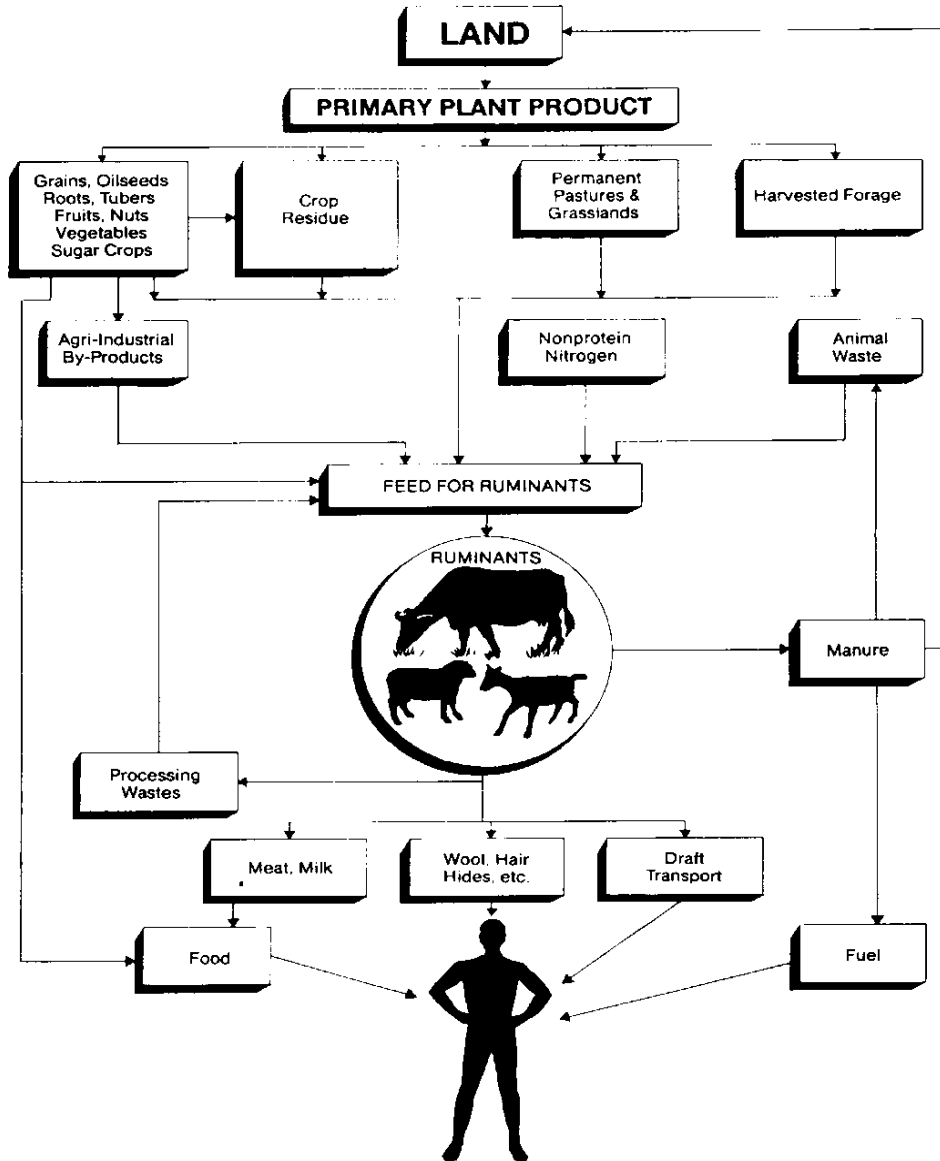 LAND
PRIMARY PLANT PRODUCT
Grains, Oilseeds
Roots, Tubers
Fruits, Nuts
Vegetables
Sugar Crops
Crop
Residue
Permanent
Pastures &
Grasslands
Harvested Forage
Agri-Industrial
By-Products
Nonprotein
Nitrogen
Animal
Waste
FEED FOR RUMINANTS
RUMINANTS
Manure
Processing
Wastes
Meat, Milk
Wool, Hair
Hides, etc.
Draft
Transport
Food
Fuel